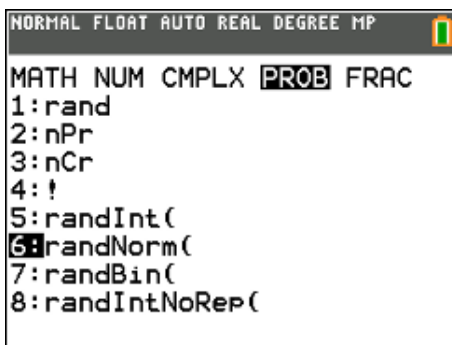 NORMAL FLOAT AUTO REAL DEGREE MP
MATH NUM CMPLX PROB FRAC
1:rand
2:nPr
3:nCr
4:!
5:randInt(
6:randNorm(
7:randBin(
8:randIntNoRep(